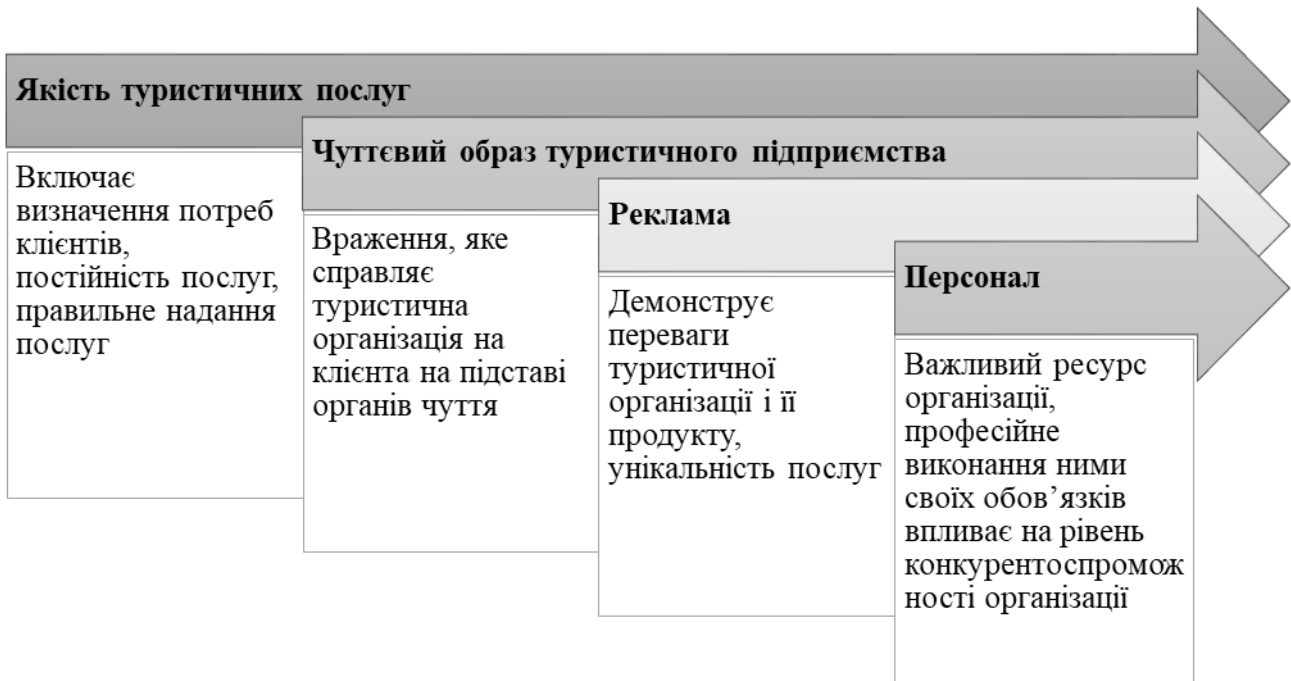 Якість туристичних послуг
Включає
визначення потреб
клієнтів,
постійність послуг,
правильне надання
послуг
Чуттєвий образ туристичного підприємства
Враження, яке
справляє
туристична
організація на
клієнта на підставі
органів чуття
Реклама
Демонструє
переваги
туристичної
організації і її
продукту,
унікальність послуг
Персонал
Важливий ресурс
організації,
професійне
виконання ними
своїх обов’язків
впливає на рівень
конкурентоспромож
ності організації